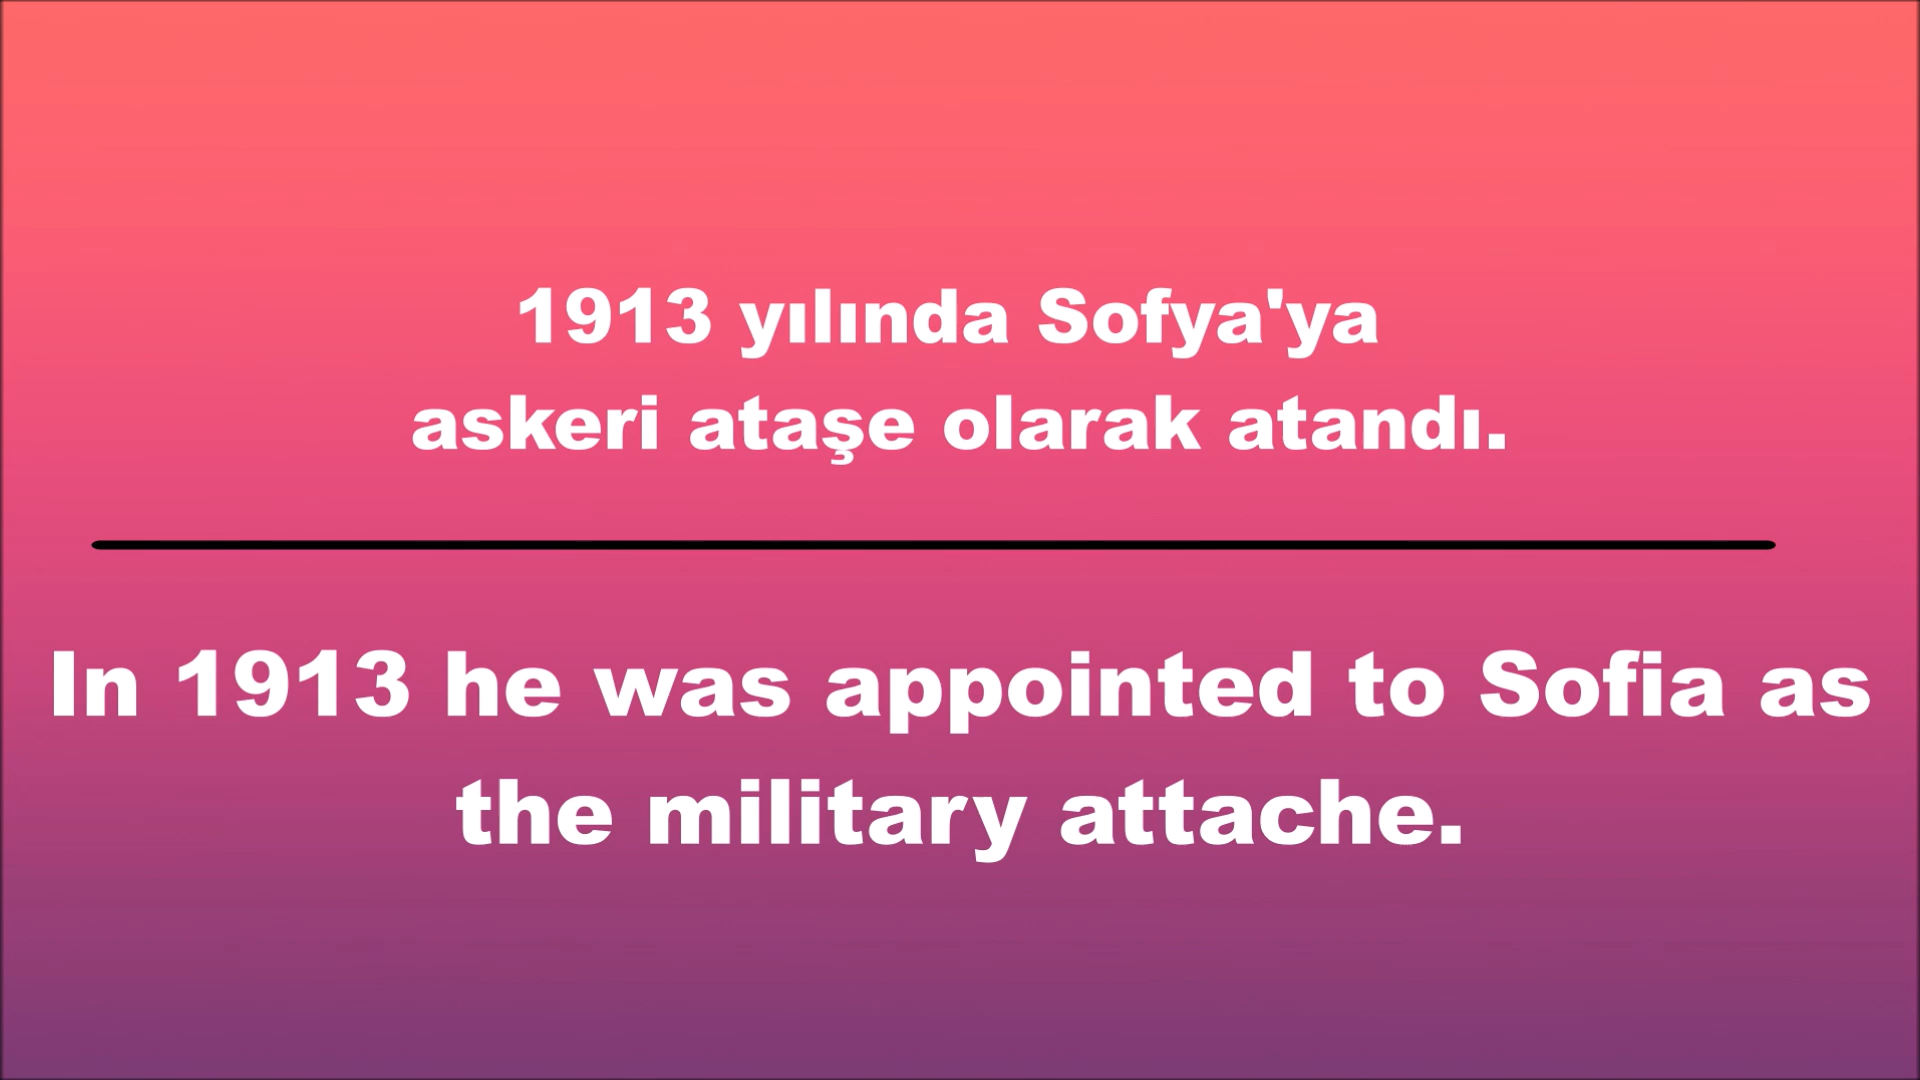 1913 yılında Sofya'ya
askeri ataşe olarak atandı.
In 1913 he was appointed to Sofia as
the military attache.